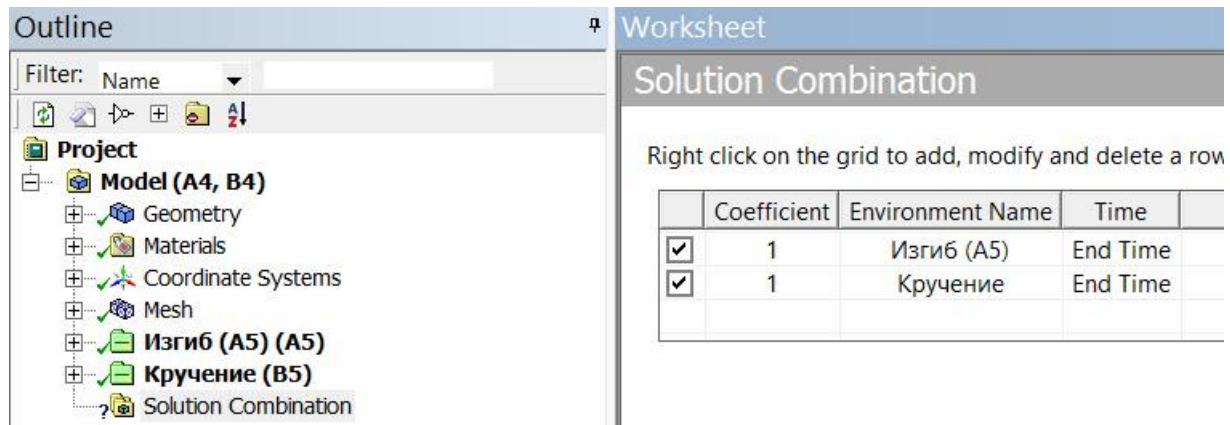 Outline
Filter: Name
Project
Model (A4, B4)
Geometry
Materials
Coordinate Systems
Mesh
Изгиб (A5) (A5)
Кручение (B5)
Solution Combination
Worksheet
Solution Combination
Right click on the grid to add, modify and delete a row
Coefficient Environment Name Time
1 Изгиб (A5) End Time
1 Кручение End Time